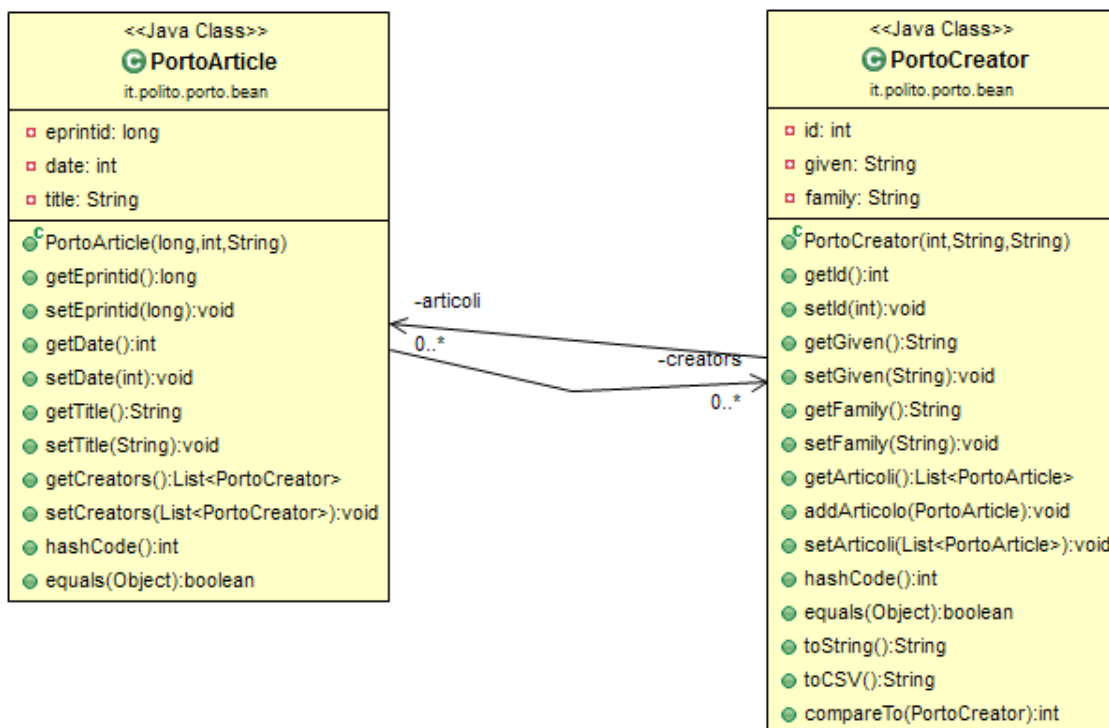 <<Java Class>>
PortoArticle
it.polito.porto.bean
eprintid: long
date: int
title: String
PortoArticle(long,int,String)
getEprintid():long
setEprintid(long):void
getDate():int
setDate(int):void
getTitle():String
setTitle(String):void
getCreators():List<PortoCreator>
setCreators(List<PortoCreator>):void
hashCode():int
equals(Object):boolean
-articoli
0..*
-creators
0..*
<<Java Class>>
PortoCreator
it.polito.porto.bean
id: int
given: String
family: String
PortoCreator(int,String,String)
getId():int
setId(int):void
getGiven():String
setGiven(String):void
getFamily():String
setFamily(String):void
getArticoli():List<PortoArticle>
addArticolo(PortoArticle):void
setArticoli(List<PortoArticle>):void
hashCode():int
equals(Object):boolean
toString():String
toCSV():String
compareTo(PortoCreator):int